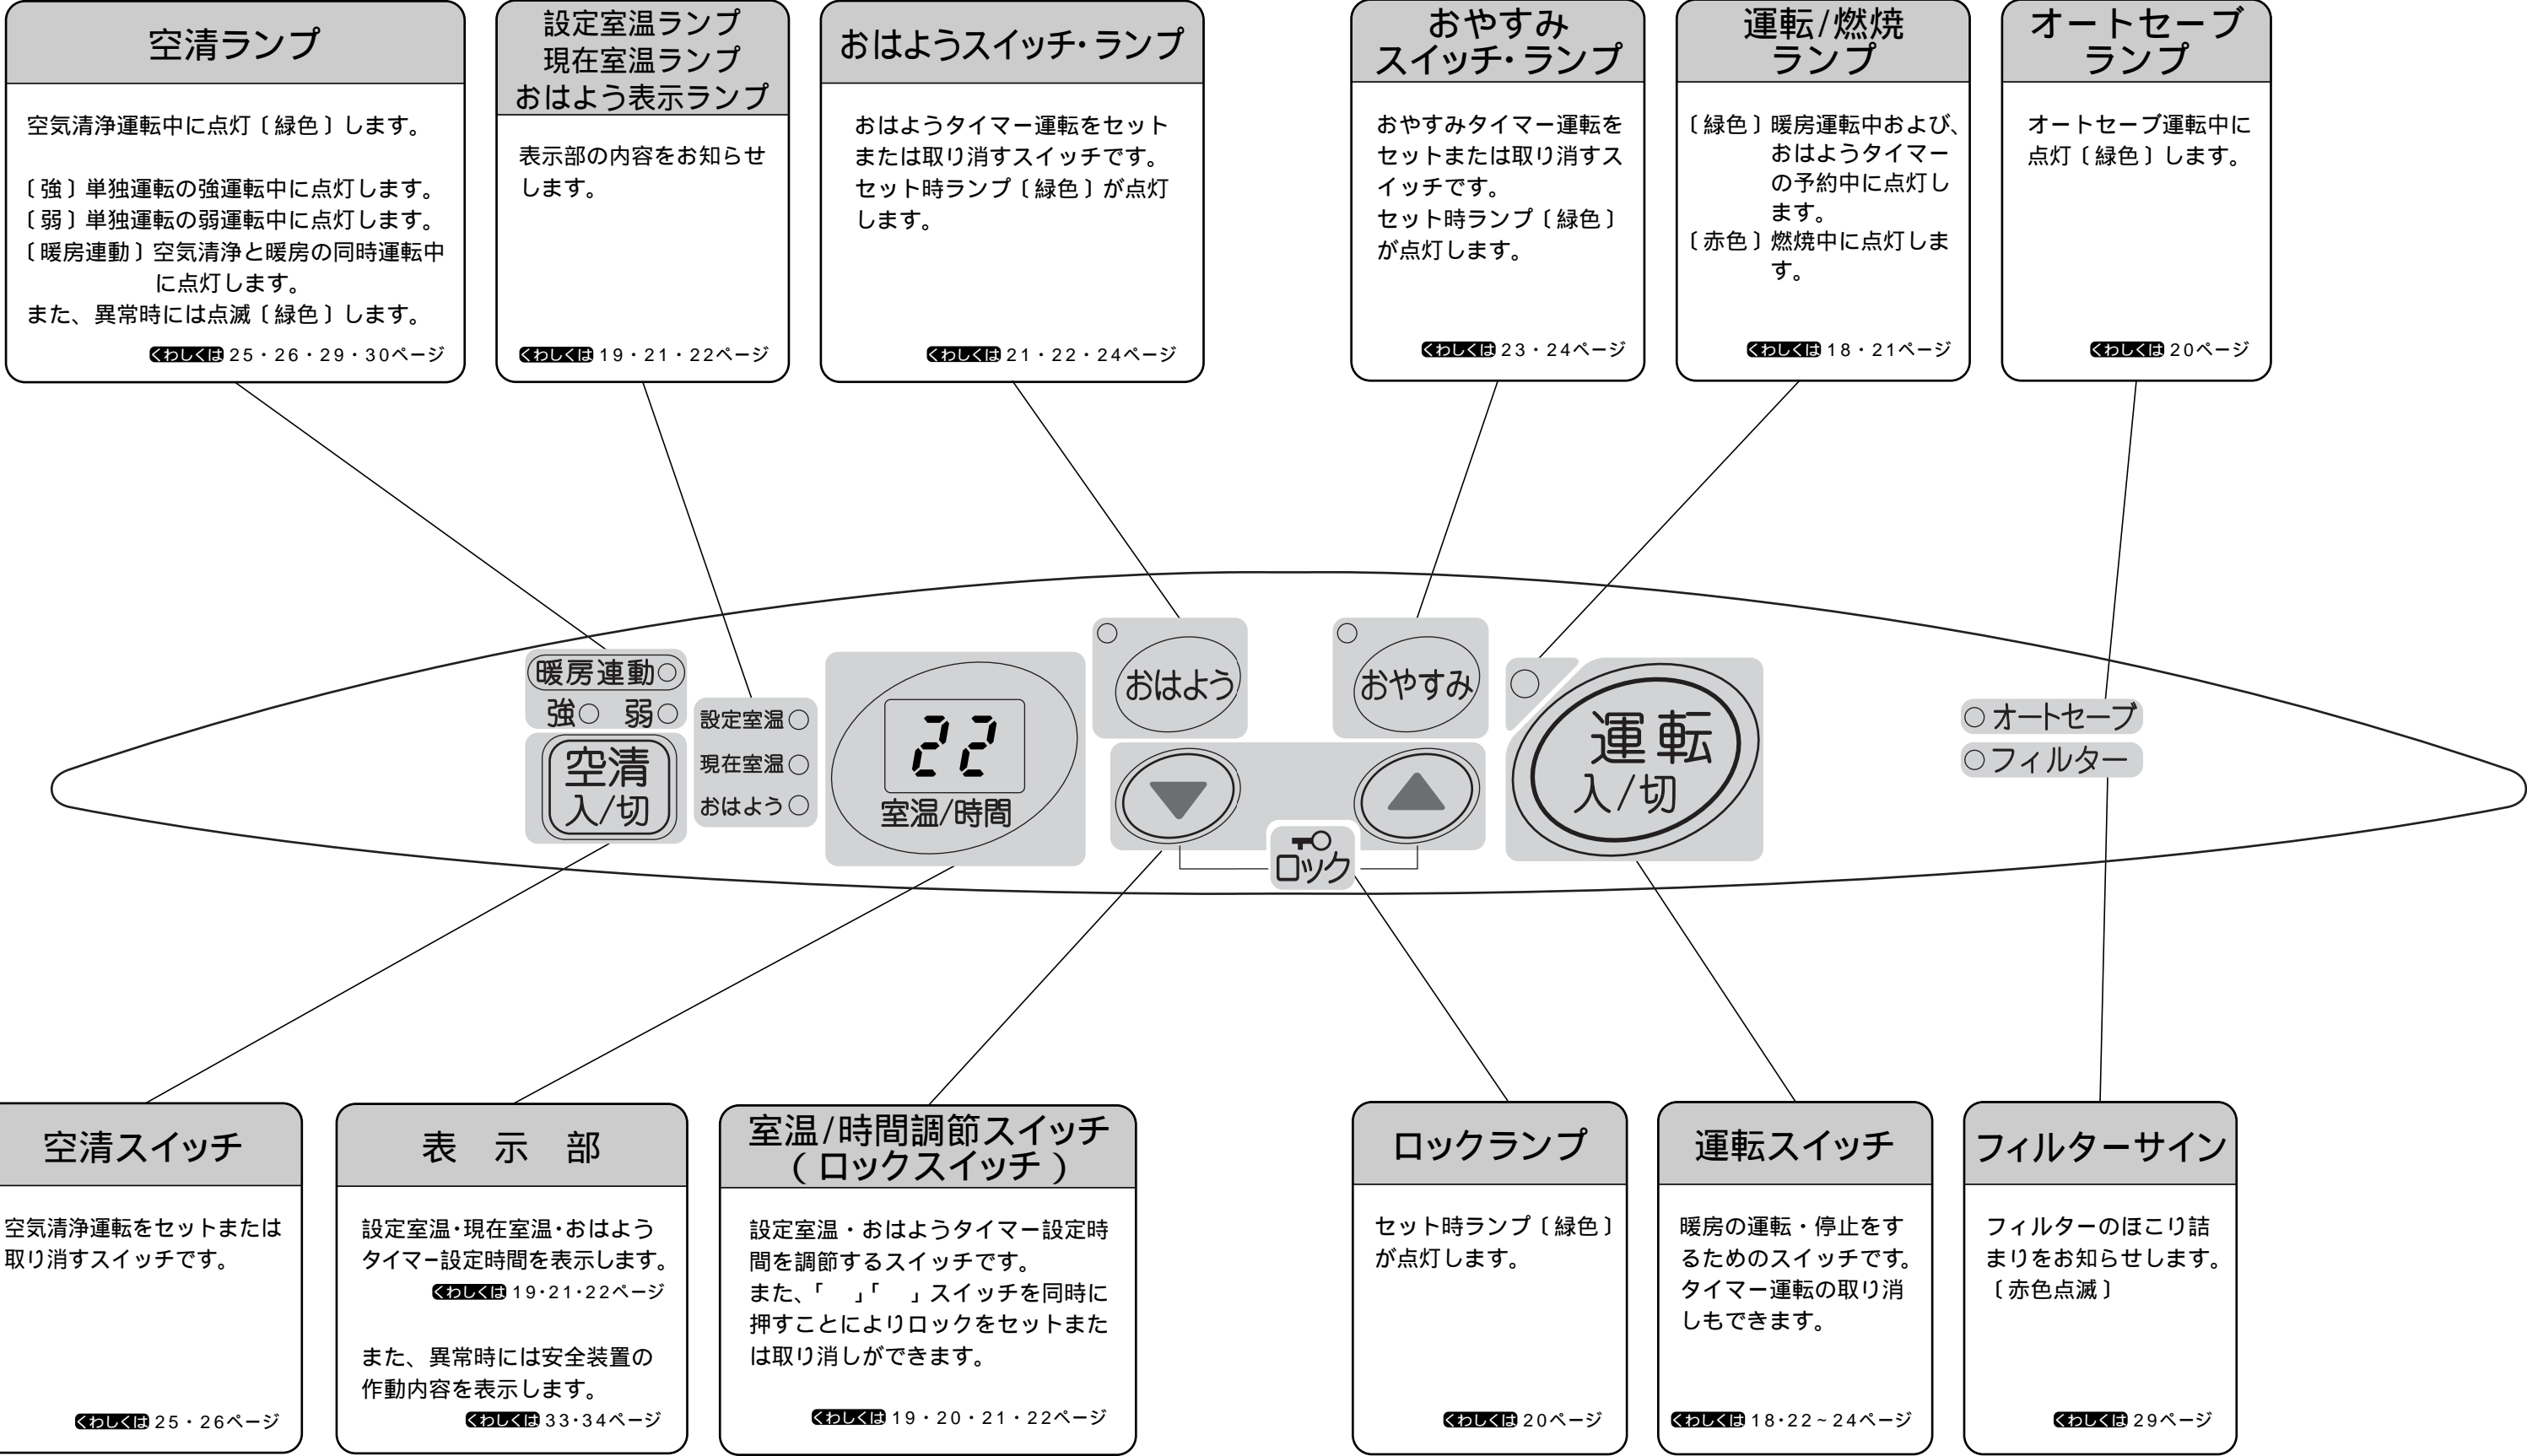 空清ランプ
空気清浄運転中に点灯〔緑色〕します。
〔強〕単独運転の強運転中に点灯します。
〔弱〕単独運転の弱運転中に点灯します。
〔暖房連動〕空気清浄と暖房の同時運転中
に点灯します。
また、異常時には点滅〔緑色〕します。
くわしくは 25・26・29・30ページ
設定室温ランプ
現在室温ランプ
おはよう表示ランプ
表示部の内容をお知らせ
します。
くわしくは 19・21・22ページ
おはようスイッチ・ランプ
おはようタイマー運転をセット
または取り消すスイッチです。
セット時ランプ〔緑色〕が点灯
します。
くわしくは 21・22・24ページ
おやすみ
スイッチ・ランプ
おやすみタイマー運転を
セットまたは取り消すス
イッチです。
セット時ランプ〔緑色〕
が点灯します。
くわしくは 23・24ページ
運転/燃焼
ランプ
〔緑色〕暖房運転中および、
おはようタイマー
の予約中に点灯し
ます。
〔赤色〕燃焼中に点灯しま
す。
くわしくは 18・21ページ
オートセーブ
ランプ
オートセーブ運転中に
点灯〔緑色〕します。
くわしくは 20ページ
暖房連動
強 弱
空清
入/切
設定室温
現在室温
おはよう
22
室温/時間
おはよう
おやすみ
▼ ▲
ロック
運転
入/切
オートセーブ
フィルター
空清スイッチ
空気清浄運転をセットまたは
取り消すスイッチです。
くわしくは 25・26ページ
表 示 部
設定室温・現在室温・おはよう
タイマー設定時間を表示します。
くわしくは 19・21・22ページ
また、異常時には安全装置の
作動内容を表示します。
くわしくは 33・34ページ
室温/時間調節スイッチ
(ロックスイッチ)
設定室温・おはようタイマー設定時
間を調節するスイッチです。
また、「 」「 」スイッチを同時に
押すことによりロックをセットまた
は取り消しができます。
くわしくは 19・20・21・22ページ
ロックランプ
セット時ランプ〔緑色〕
が点灯します。
くわしくは 20ページ
運転スイッチ
暖房の運転・停止をす
るためのスイッチです。
タイマー運転の取り消
しもできます。
くわしくは 18・22~24ページ
フィルターサイン
フィルターのほこり詰
まりをお知らせします。
〔赤色点滅〕
くわしくは 29ページ